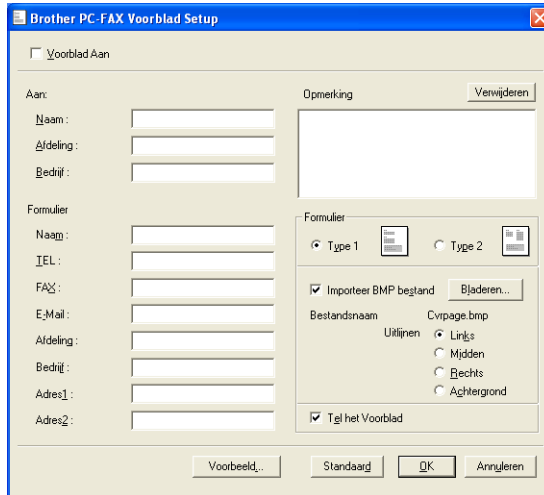 Brother PC-FAX Voorblad Setup
Voorblad Aan
Aan:
Naam :
Afdeling :
Bedrijf :
Opmerking
Verwijderen
Formulier
Naam :
TEL :
FAX :
E-Mail :
Afdeling :
Bedrijf :
Adres1 :
Adres2 :
Formulier
Type 1
Type 2
Importeer BMP bestand
Bladeren...
Bestandsnaam Cvrpage.bmp
Uitlijnen Links
Midden
Rechts
Achtergrond
Tel het Voorblad
Voorbeeld... Standaard OK Annuleren